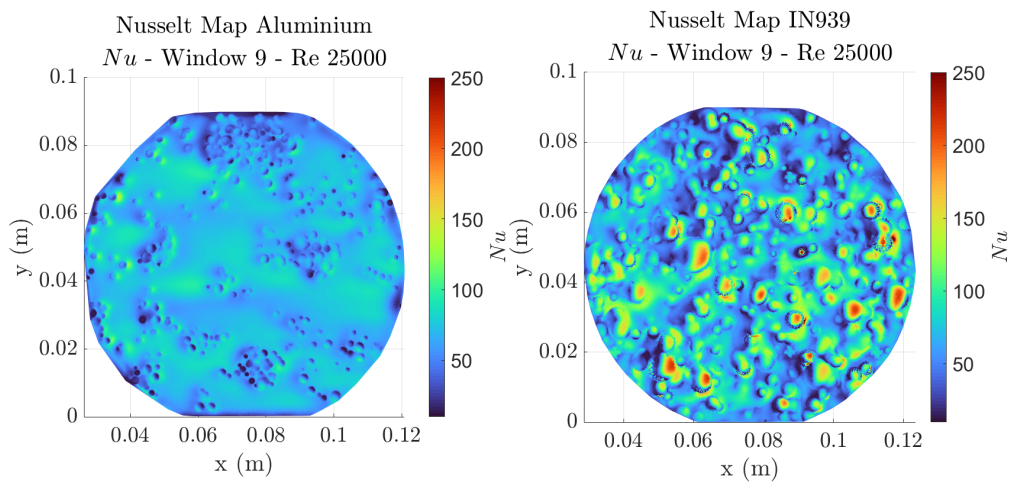 Nusselt Map Aluminium
Nu - Window 9 - Re 25000
0.1
0.08
0.06
0.04
0.02
0
y (m)
0.04 0.06 0.08 0.1 0.12
x (m)
250
200
150
100
50
Nu
Nusselt Map IN939
Nu - Window 9 - Re 25000
0.1
0.08
0.06
0.04
0.02
0
y (m)
0.04 0.06 0.08 0.1 0.12
x (m)
250
200
150
100
50
Nu